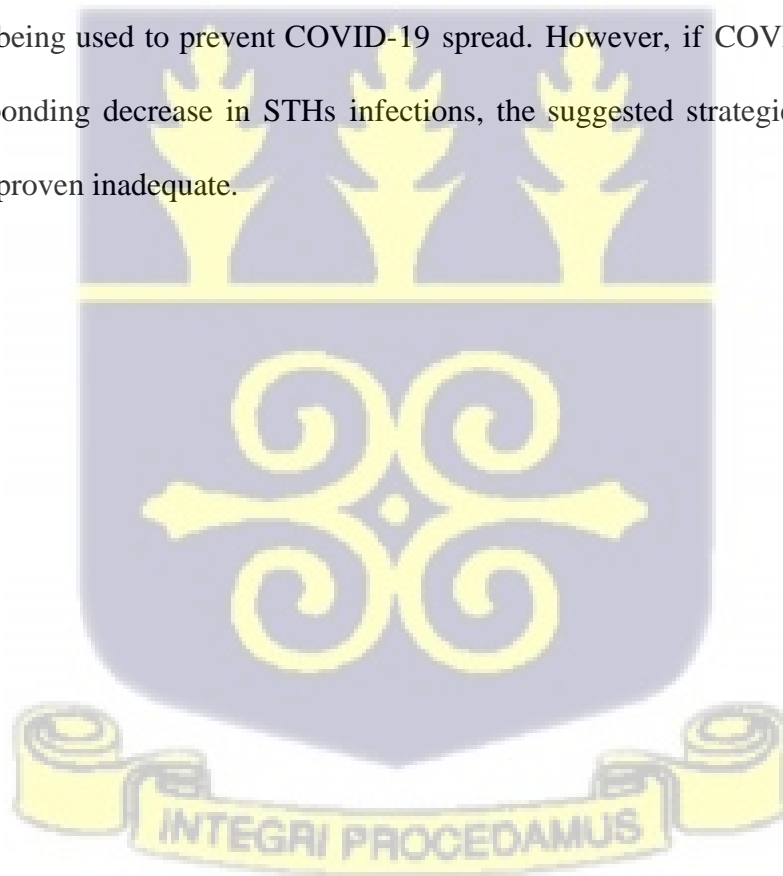 being used to prevent COVID-19 spread. However, if COV
onding decrease in STHs infections, the suggested strategi
proven inadequate.
INTEGRI PROCEDAMUS